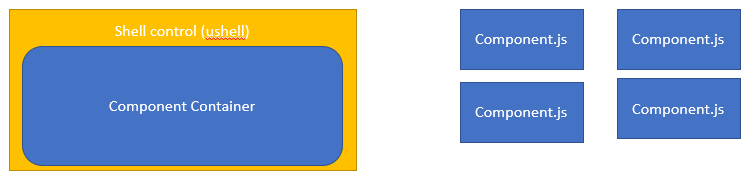 Shell control (ushell)
Component Container
Component.js
Component.js
Component.js
Component.js